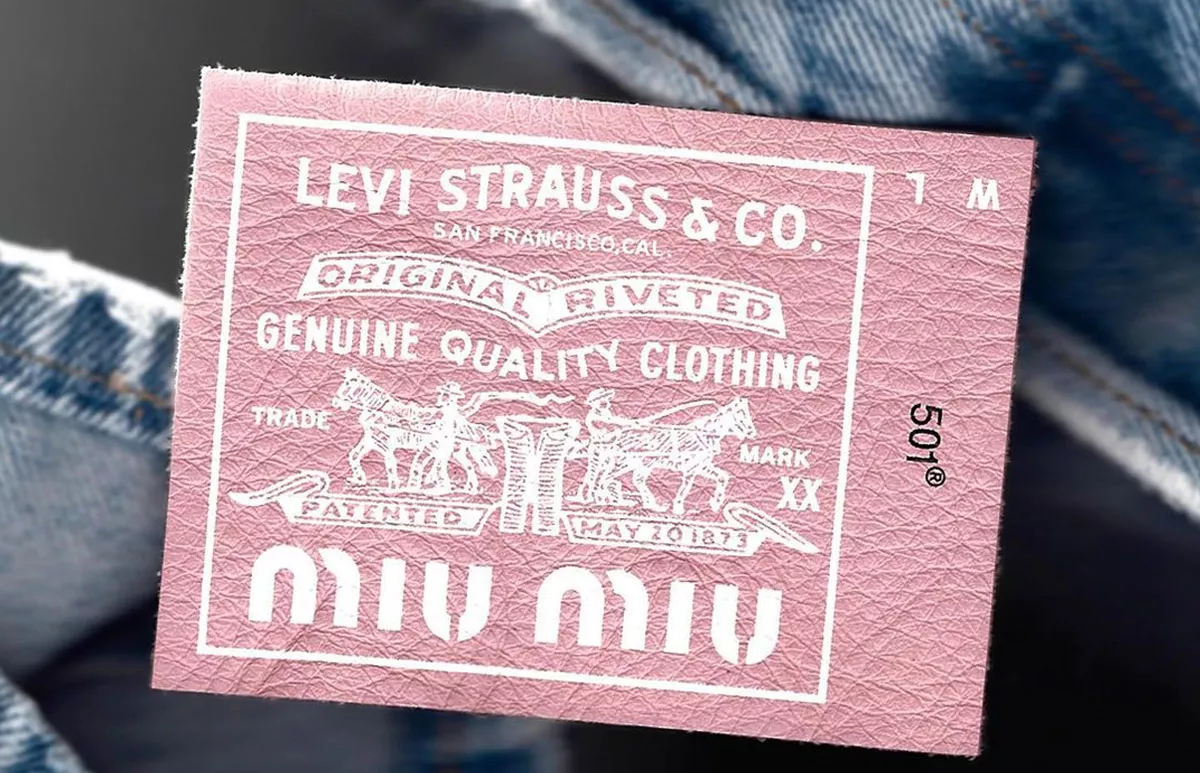 LEVI STRAUSS & CO.
SAN FRANCISCO, CAL.
ORIGINAL RIVETED
GENUINE QUALITY CLOTHING
TRADE MARK
XX
PATENTED MAY 20 1873
miu miu
W L
501®